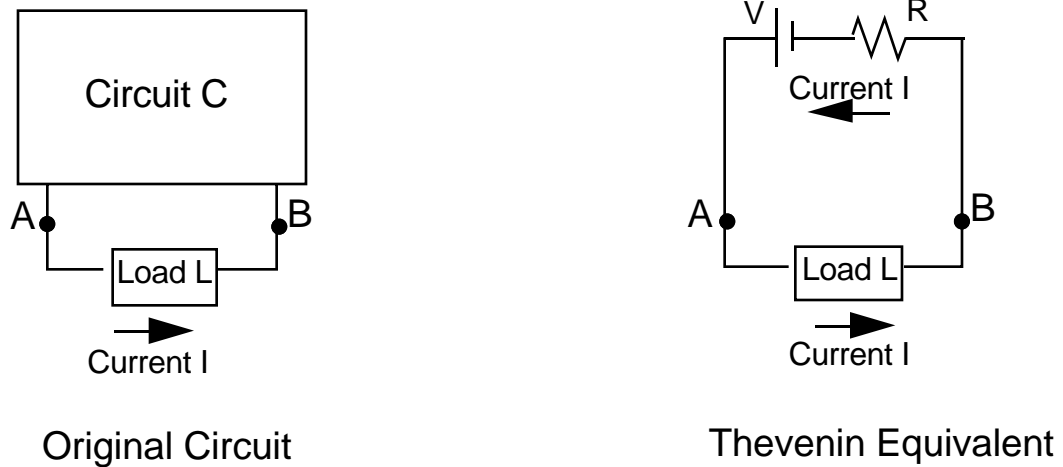 Circuit C
A
B
Load L
Current I
Original Circuit
V
R
Current I
A
B
Load L
Current I
Thevenin Equivalent